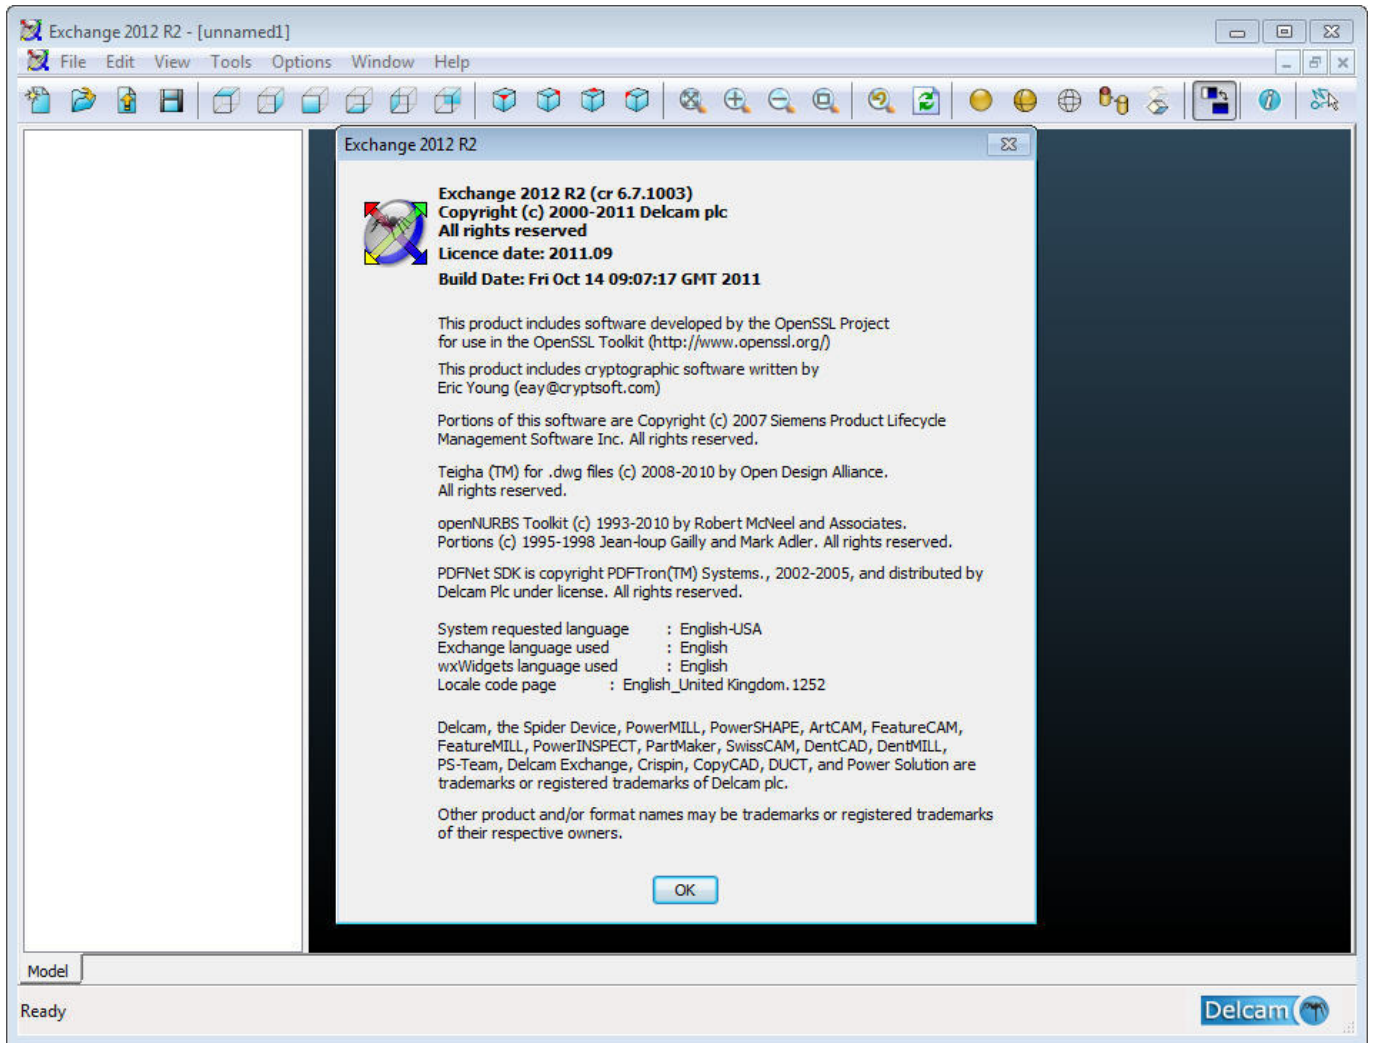 Exchange 2012 R2 - [unnamed1]
File Edit View Tools Options Window Help
Exchange 2012 R2
Exchange 2012 R2 (cr 6.7.1003)
Copyright (c) 2000-2011 Delcam plc
All rights reserved
Licence date: 2011.09
Build Date: Fri Oct 14 09:07:17 GMT 2011
This product includes software developed by the OpenSSL Project
for use in the OpenSSL Toolkit (http://www.openssl.org/)
This product includes cryptographic software written by
Eric Young (eay@cryptsoft.com)
Portions of this software are Copyright (c) 2007 Siemens Product Lifecycle
Management Software Inc. All rights reserved.
Teigha (TM) for .dwg files (c) 2008-2010 by Open Design Alliance.
All rights reserved.
openNURBS Toolkit (c) 1993-2010 by Robert McNeel and Associates.
Portions (c) 1995-1998 Jean-loup Gailly and Mark Adler. All rights reserved.
PDFNet SDK is copyright PDFTron(TM) Systems., 2002-2005, and distributed by
Delcam Plc under license. All rights reserved.
System requested language : English-USA
Exchange language used : English
wxWidgets language used : English
Locale code page : English_United Kingdom.1252
Delcam, the Spider Device, PowerMILL, PowerSHAPE, ArtCAM, FeatureCAM,
FeatureMILL, PowerINSPECT, PartMaker, SwissCAM, DentCAD, DentMILL,
PS-Team, Delcam Exchange, Crispin, CopyCAD, DUCT, and Power Solution are
trademarks or registered trademarks of Delcam plc.
Other product and/or format names may be trademarks or registered trademarks
of their respective owners.
OK
Model
Ready
Delcam